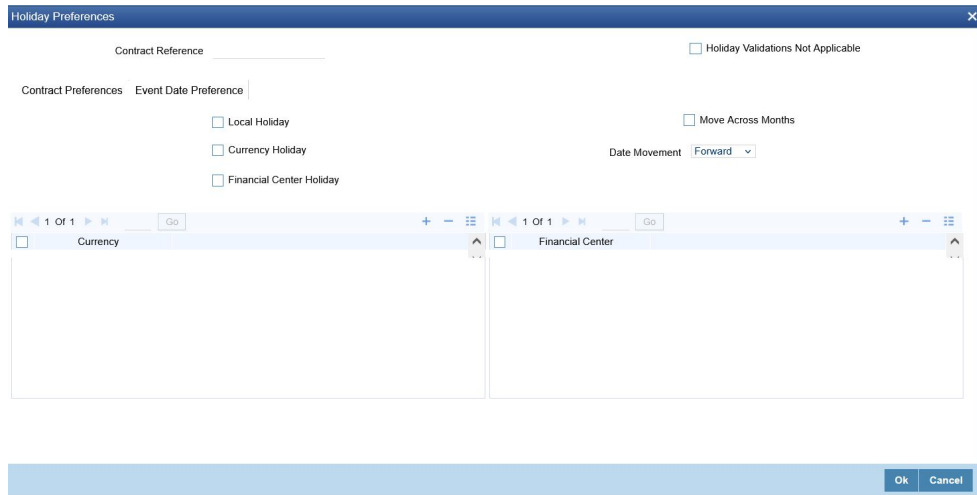 Holiday Preferences
Contract Reference
Holiday Validations Not Applicable
Contract Preferences Event Date Preference
Local Holiday
Move Across Months
Currency Holiday
Date Movement Forward
Financial Center Holiday
1 Of 1 Go
1 Of 1 Go
Currency
Financial Center
Ok Cancel